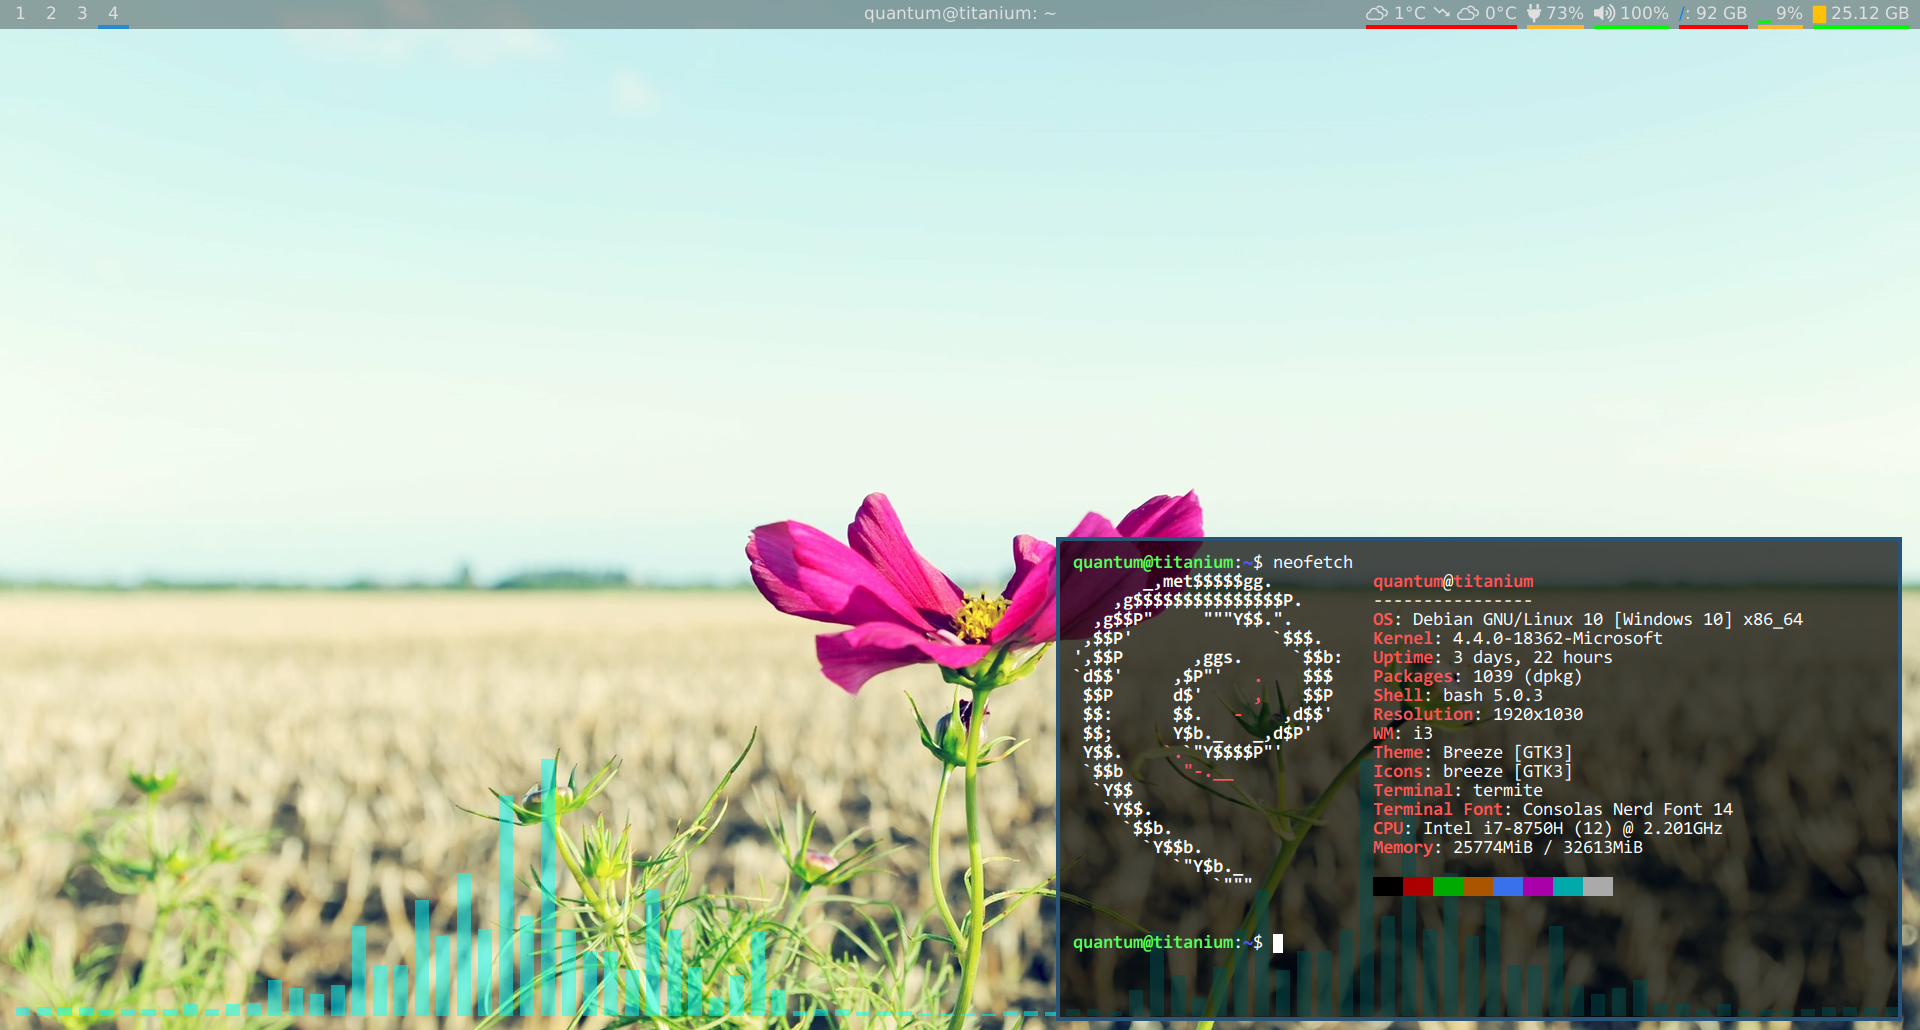 1 2 3 4 quantum@titanium: ~ 1°C 0°C 73% 100% /: 92 GB 9% 25.12 GB
quantum@titanium:~$ neofetch
       _,met$$$$$gg.          quantum@titanium
    ,g$$$$$$$$$$$$$$$P.       ----------------
  ,g$$P"     """Y$$.".        OS: Debian GNU/Linux 10 [Windows 10] x86_64
 ,$$P'              `$$$.     Kernel: 4.4.0-18362-Microsoft
',$$P       ,ggs.     `$$b:   Uptime: 3 days, 22 hours
`d$$'     ,$P"'   .    $$$    Packages: 1039 (dpkg)
 $$P      d$'     ,    $$P    Shell: bash 5.0.3
 $$:      $$.   -    ,d$$'    Resolution: 1920x1030
 $$;      Y$b._   _,d$P'      WM: i3
 Y$$.    `.`"Y$$$$P"'         Theme: Breeze [GTK3]
 `$$b      "-.__              Icons: breeze [GTK3]
  `Y$$                        Terminal: termite
   `Y$$.                      Terminal Font: Consolas Nerd Font 14
     `$$b.                    CPU: Intel i7-8750H (12) @ 2.201GHz
       `Y$$b.                 Memory: 25774MiB / 32613MiB
          `"Y$b._
              `"""
quantum@titanium:~$